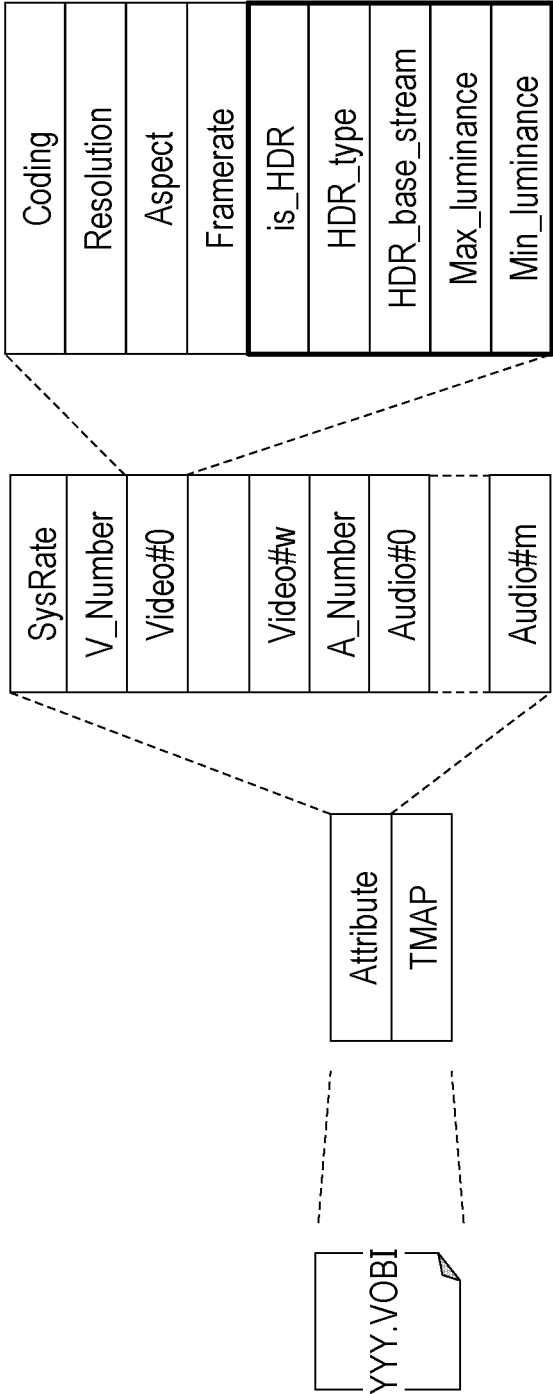 YYY.VOBI
Attribute
TMAP
SysRate
V_Number
Video#0
Video#w
A_Number
Audio#0
Audio#m
Coding
Resolution
Aspect
Framerate
is_HDR
HDR_type
HDR_base_stream
Max_luminance
Min_luminance